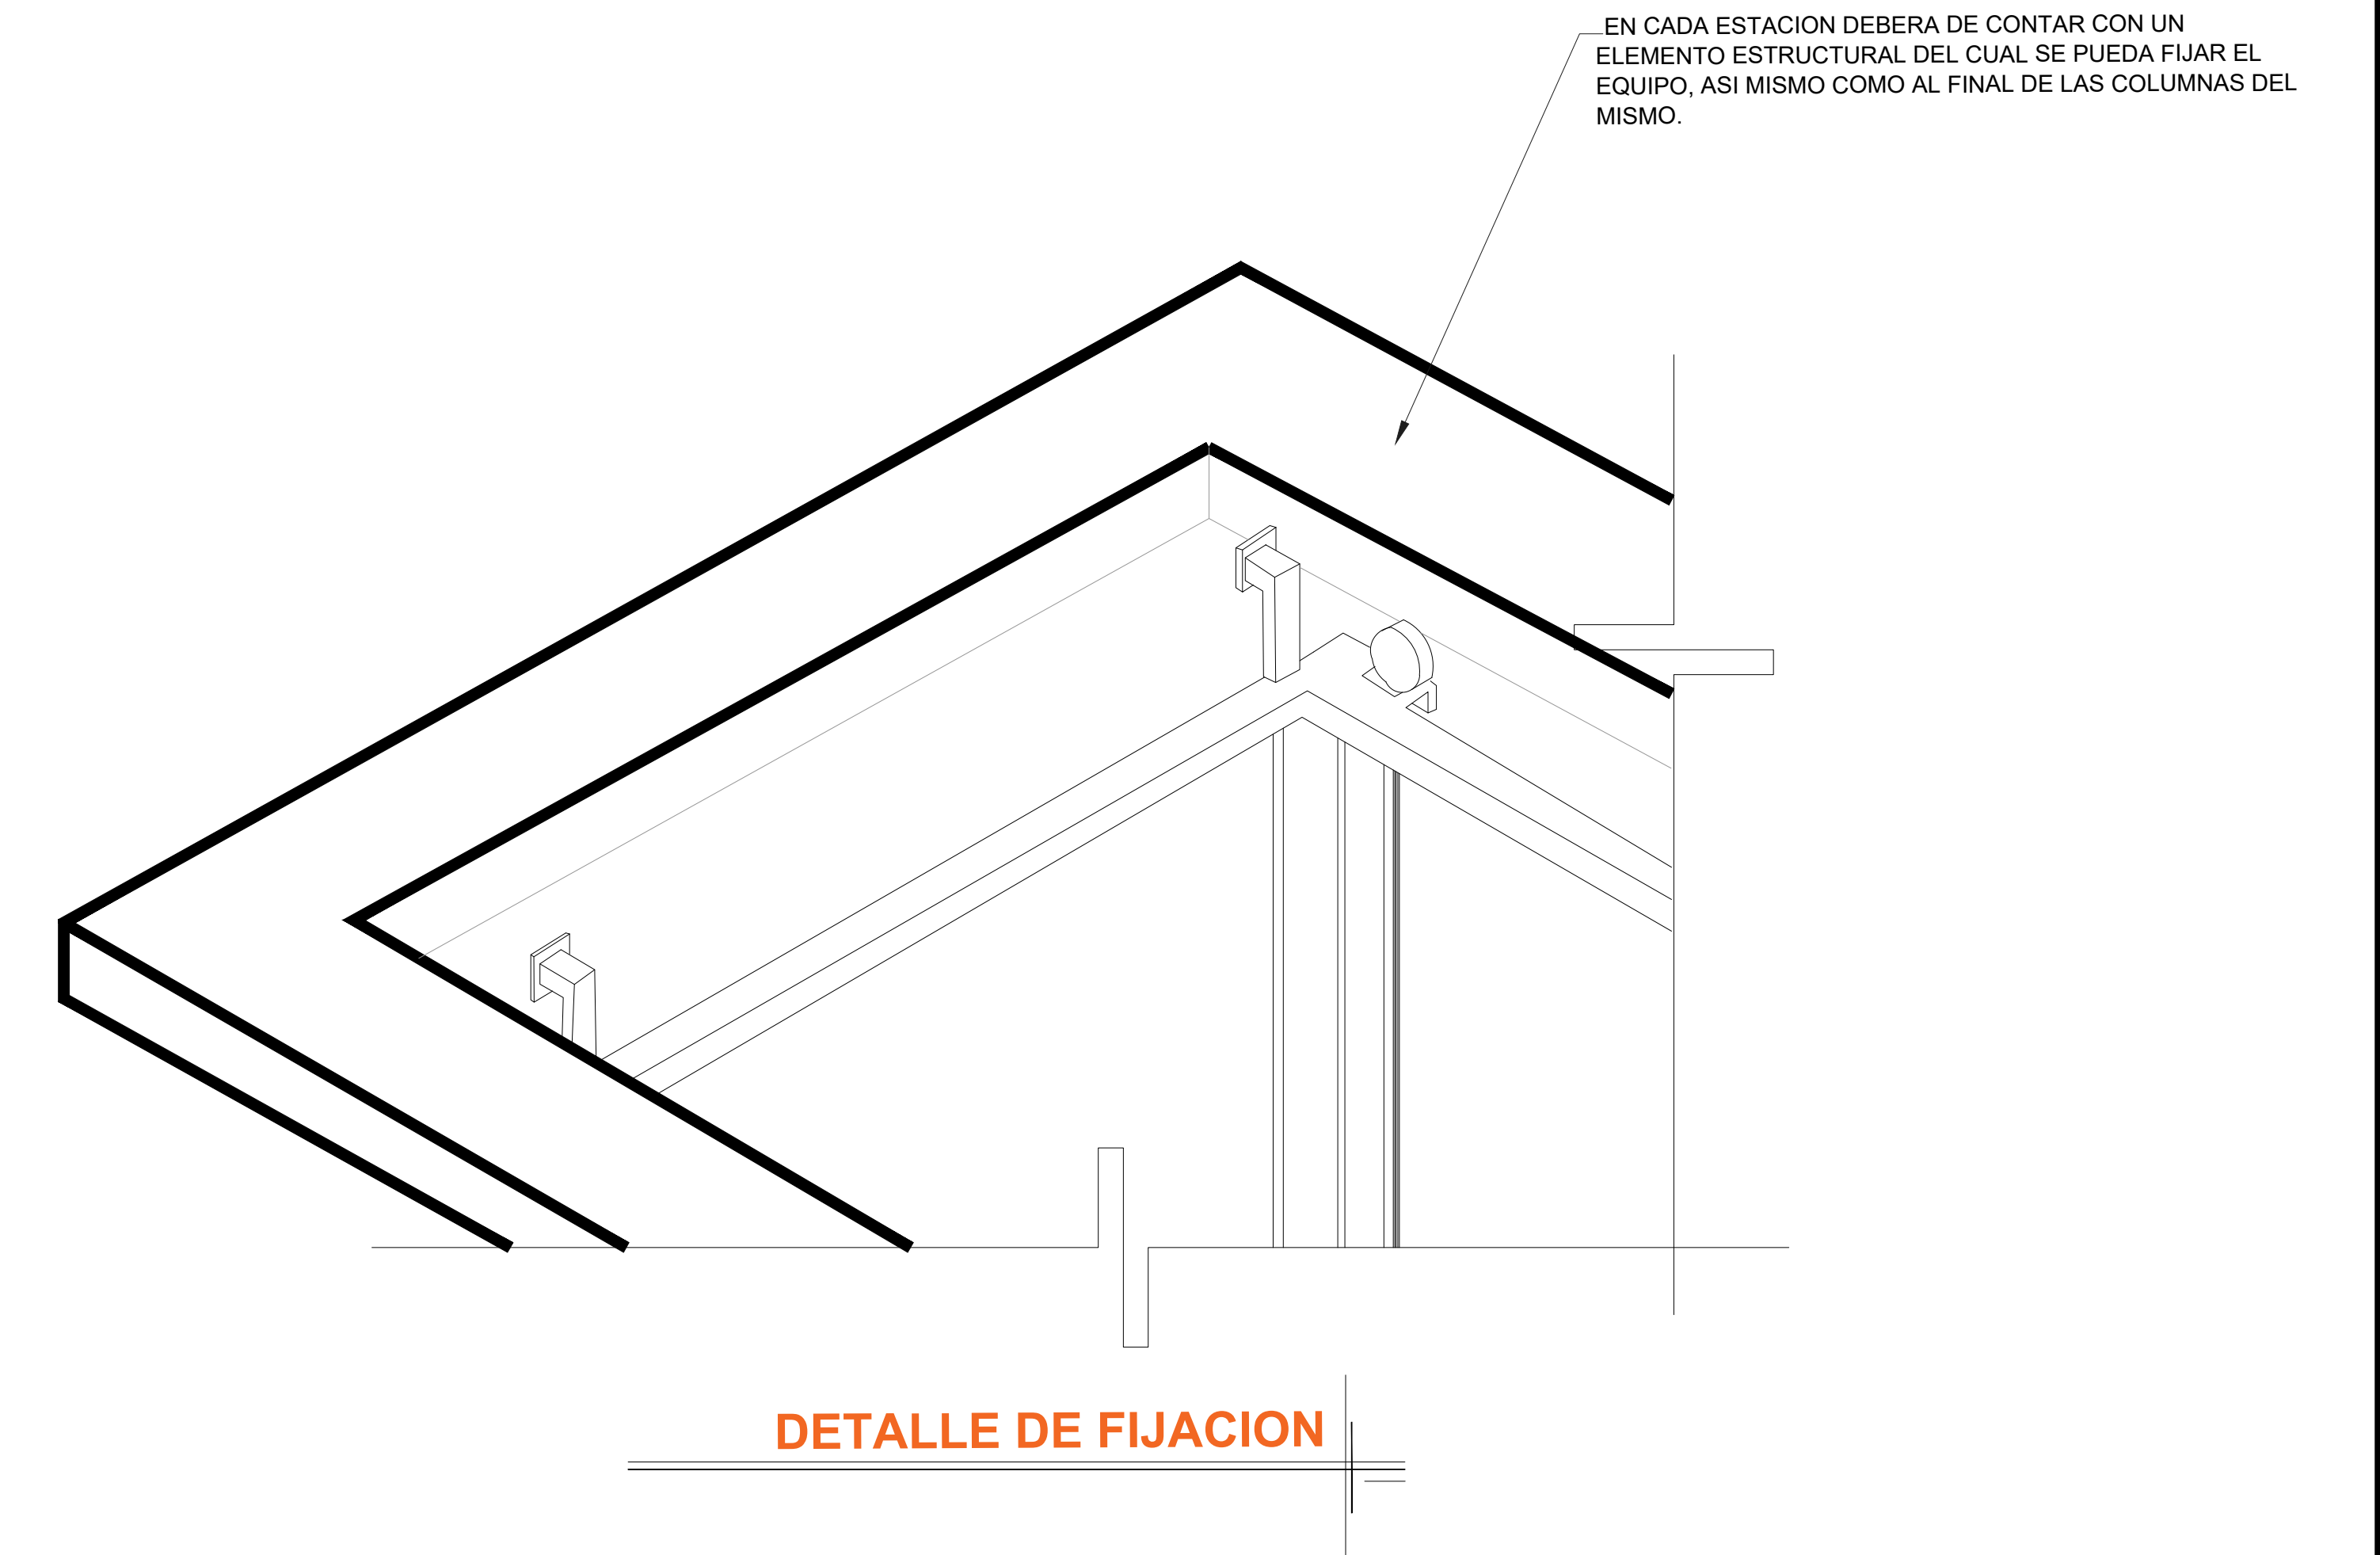 EN CADA ESTACION DEBERA DE CONTAR CON UN
ELEMENTO ESTRUCTURAL DEL CUAL SE PUEDA FIJAR EL
EQUIPO, ASI MISMO COMO AL FINAL DE LAS COLUMNAS DEL
MISMO.
DETALLE DE FIJACION